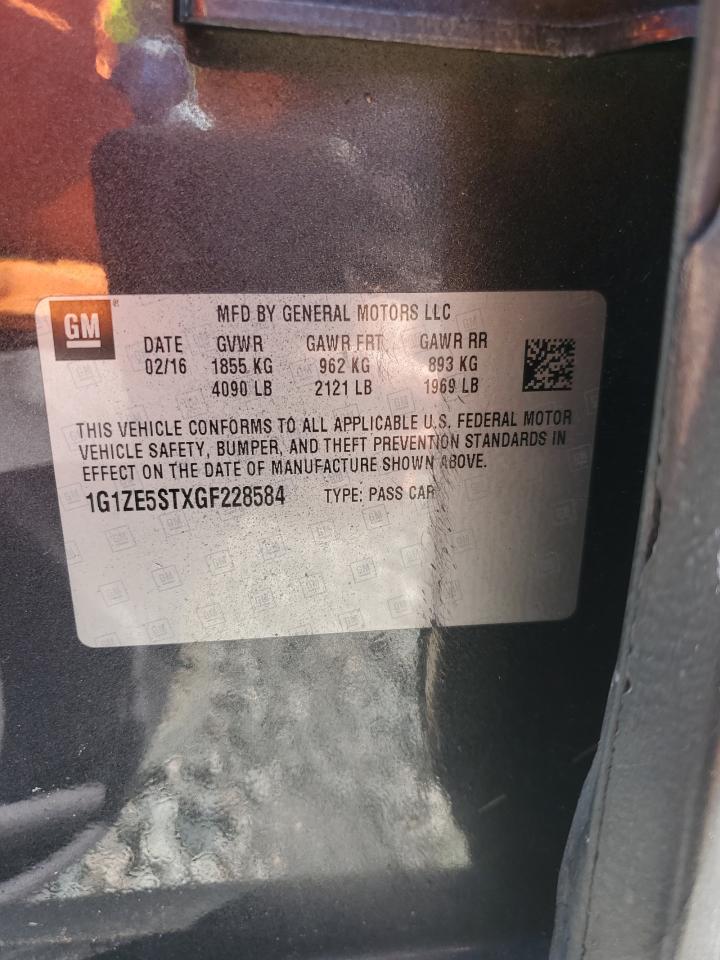 GM®
MFD BY GENERAL MOTORS LLC
DATE GVWR GAWR FRT GAWR RR
02/16 1855 KG 962 KG 893 KG
4090 LB 2121 LB 1969 LB
THIS VEHICLE CONFORMS TO ALL APPLICABLE U.S. FEDERAL MOTOR
VEHICLE SAFETY, BUMPER, AND THEFT PREVENTION STANDARDS IN
EFFECT ON THE DATE OF MANUFACTURE SHOWN ABOVE.
1G1ZE5STXGF228584 TYPE: PASS CAR